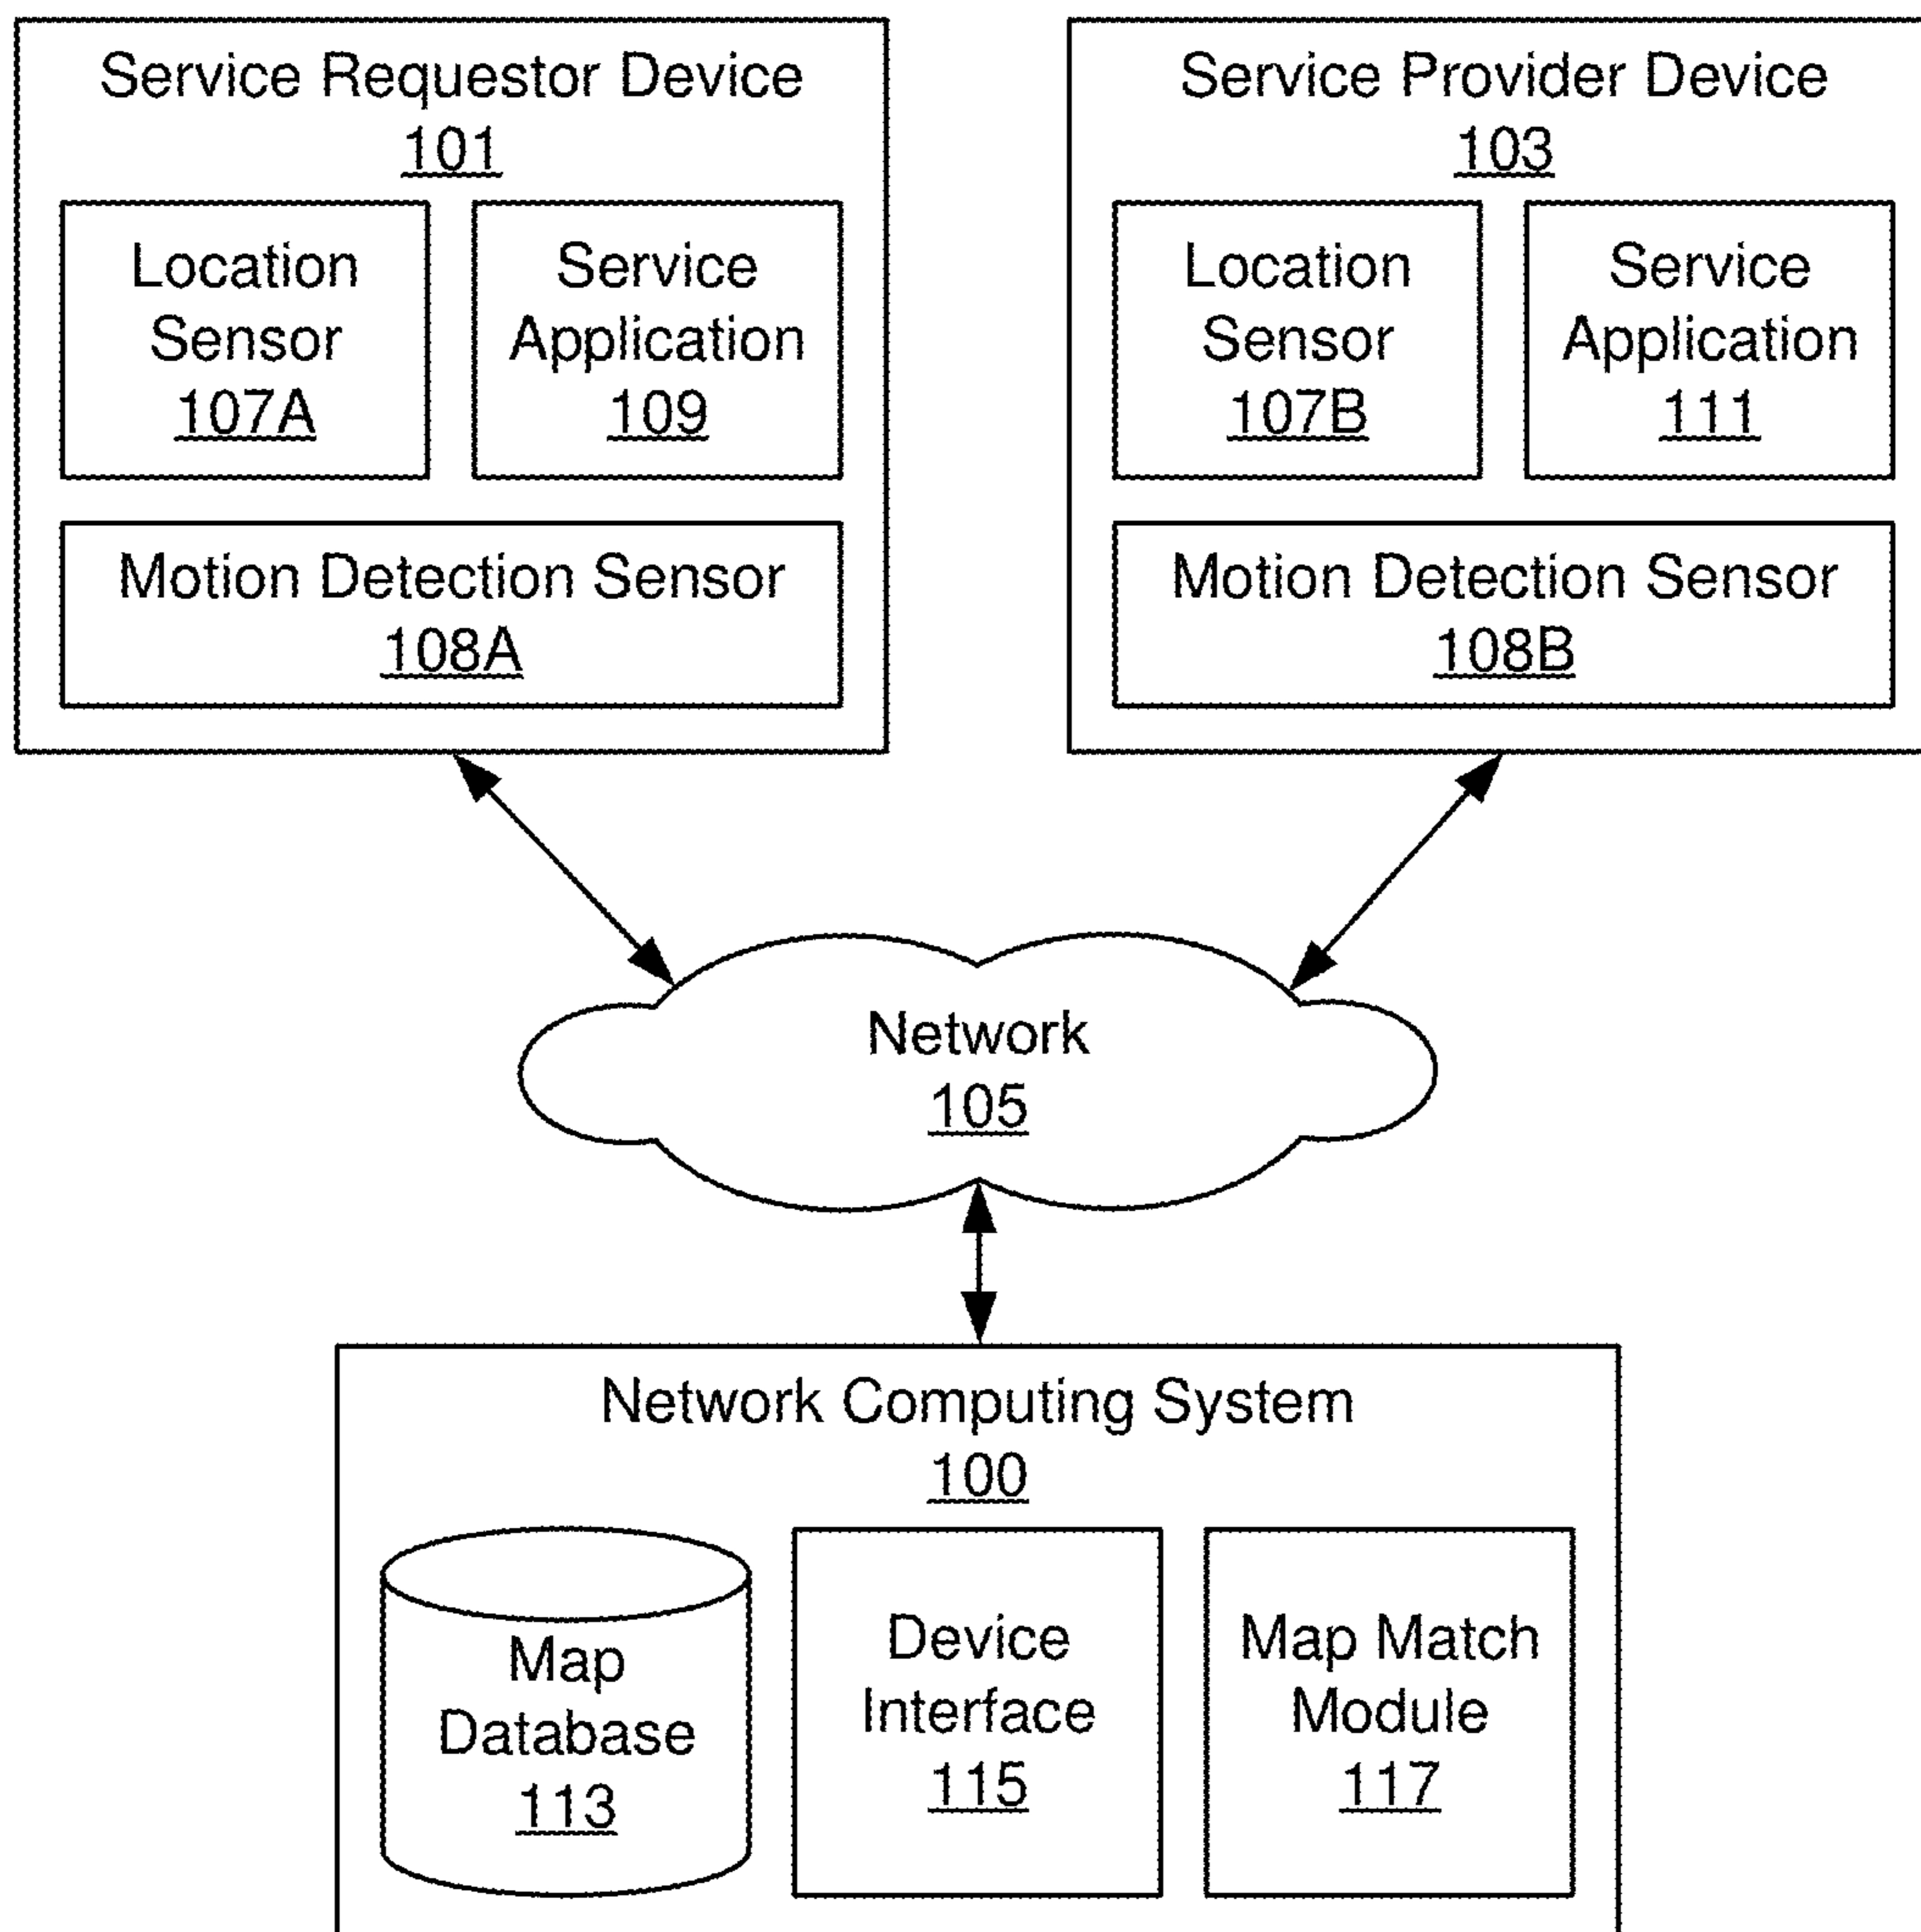 Service Requestor Device
101
Location
Sensor
107A
Service
Application
109
Motion Detection Sensor
108A
Service Provider Device
103
Location
Sensor
107B
Service
Application
111
Motion Detection Sensor
108B
Network
105
Network Computing System
100
Map
Database
113
Device
Interface
115
Map Match
Module
117